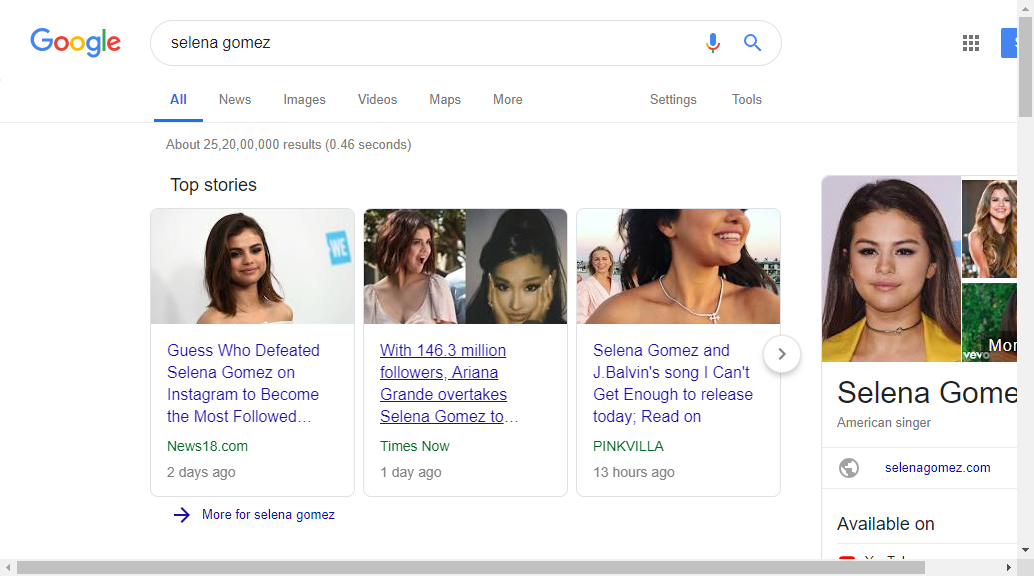 Google
selena gomez
All News Images Videos Maps More Settings Tools
About 25,20,00,000 results (0.46 seconds)
Top stories
WE
Guess Who Defeated
Selena Gomez on
Instagram to Become
the Most Followed...
News18.com
2 days ago
With 146.3 million
followers, Ariana
Grande overtakes
Selena Gomez to...
Times Now
1 day ago
Selena Gomez and
J.Balvin's song I Can't
Get Enough to release
today; Read on
PINKVILLA
13 hours ago
More for selena gomez
vevo
Mor
Selena Gome
American singer
selenagomez.com
Available on